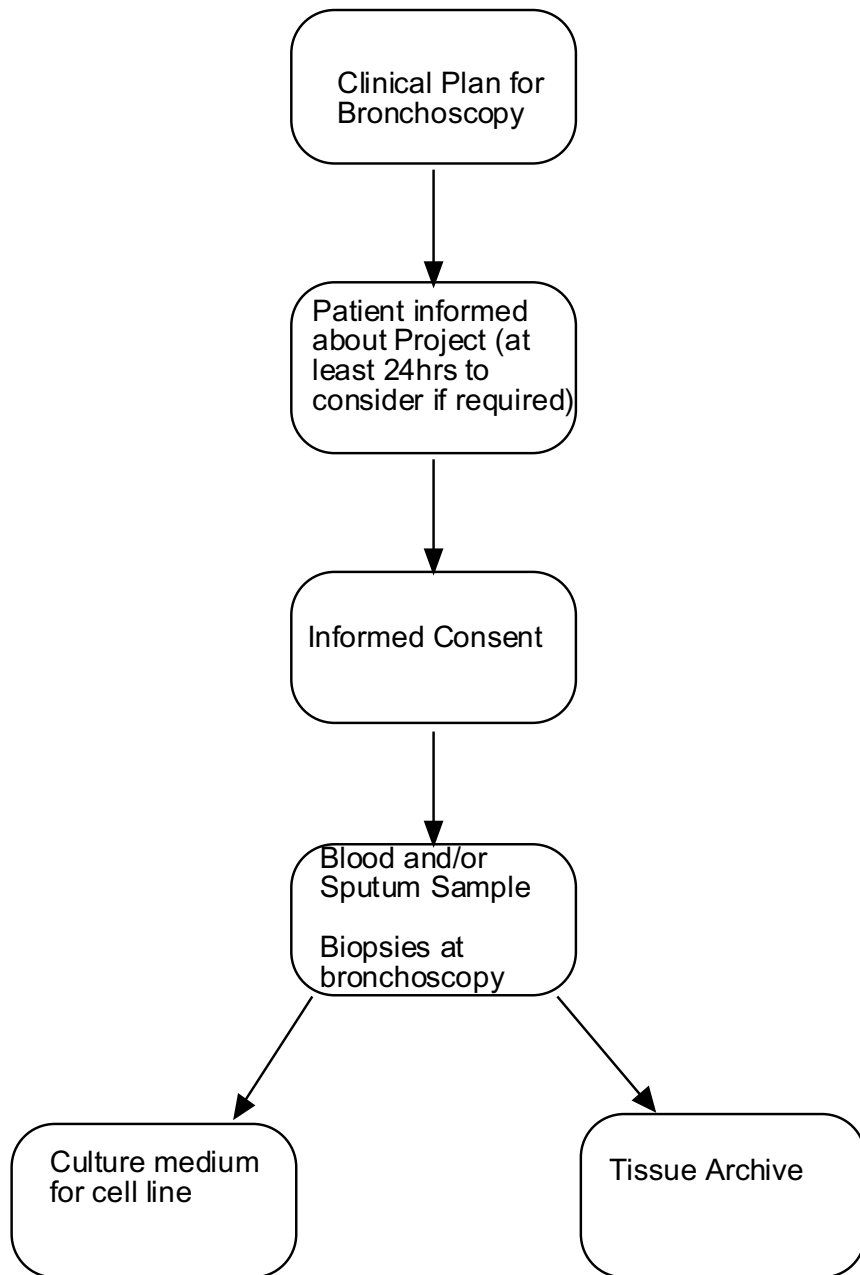 Clinical Plan for
Bronchoscopy
Patient informed
about Project (at
least 24hrs to
consider if required)
Informed Consent
Blood and/or
Sputum Sample
Biopsies at
bronchoscopy
Culture medium
for cell line
Tissue Archive